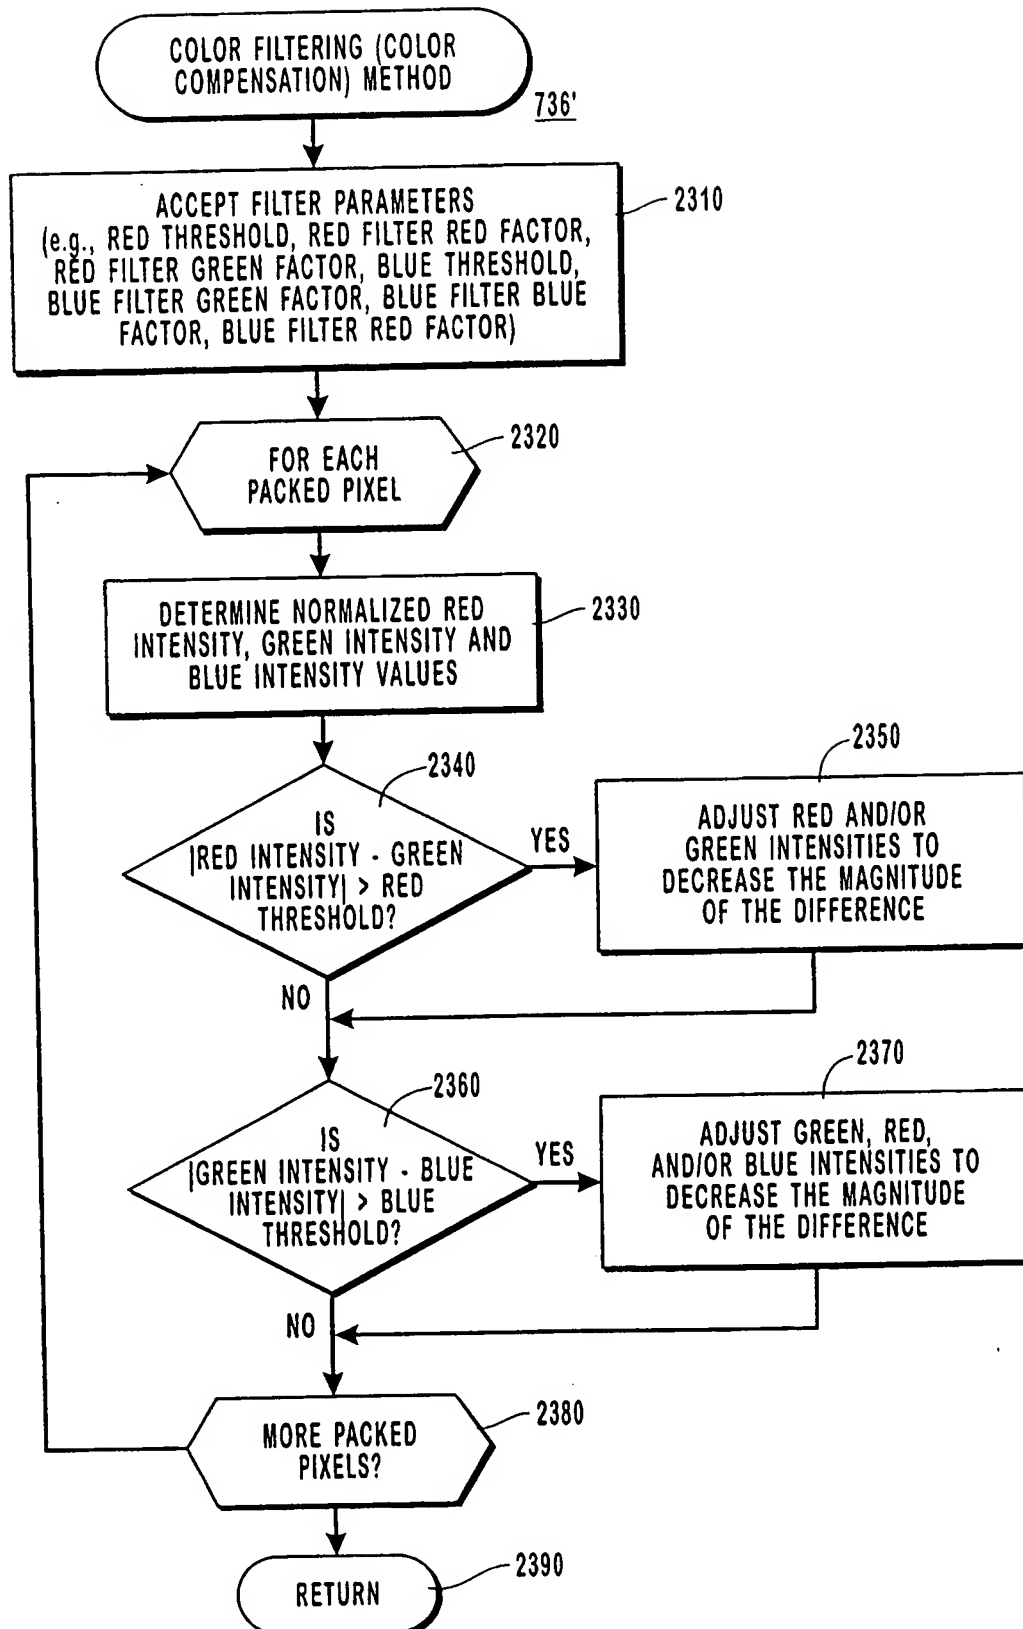 COLOR FILTERING (COLOR
COMPENSATION) METHOD
736'
ACCEPT FILTER PARAMETERS
(e.g., RED THRESHOLD, RED FILTER RED FACTOR,
RED FILTER GREEN FACTOR, BLUE THRESHOLD,
BLUE FILTER GREEN FACTOR, BLUE FILTER BLUE
FACTOR, BLUE FILTER RED FACTOR)
2310
FOR EACH
PACKED PIXEL
2320
DETERMINE NORMALIZED RED
INTENSITY, GREEN INTENSITY AND
BLUE INTENSITY VALUES
2330
IS
|RED INTENSITY - GREEN
INTENSITY| > RED
THRESHOLD?
2340
YES
ADJUST RED AND/OR
GREEN INTENSITIES TO
DECREASE THE MAGNITUDE
OF THE DIFFERENCE
2350
NO
IS
|GREEN INTENSITY - BLUE
INTENSITY| > BLUE
THRESHOLD?
2360
YES
ADJUST GREEN, RED,
AND/OR BLUE INTENSITIES TO
DECREASE THE MAGNITUDE
OF THE DIFFERENCE
2370
NO
MORE PACKED
PIXELS?
2380
RETURN
2390